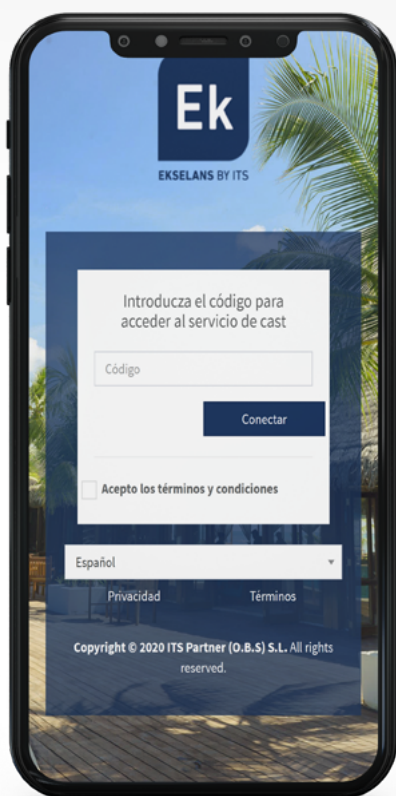 Ek
EKSELANS BY ITS
Introduzca el código para
acceder al servicio de cast
Código
Conectar
Acepto los términos y condiciones
Español
Privacidad
Términos
Copyright © 2020 ITS Partner (O.B.S) S.L. All rights
reserved.